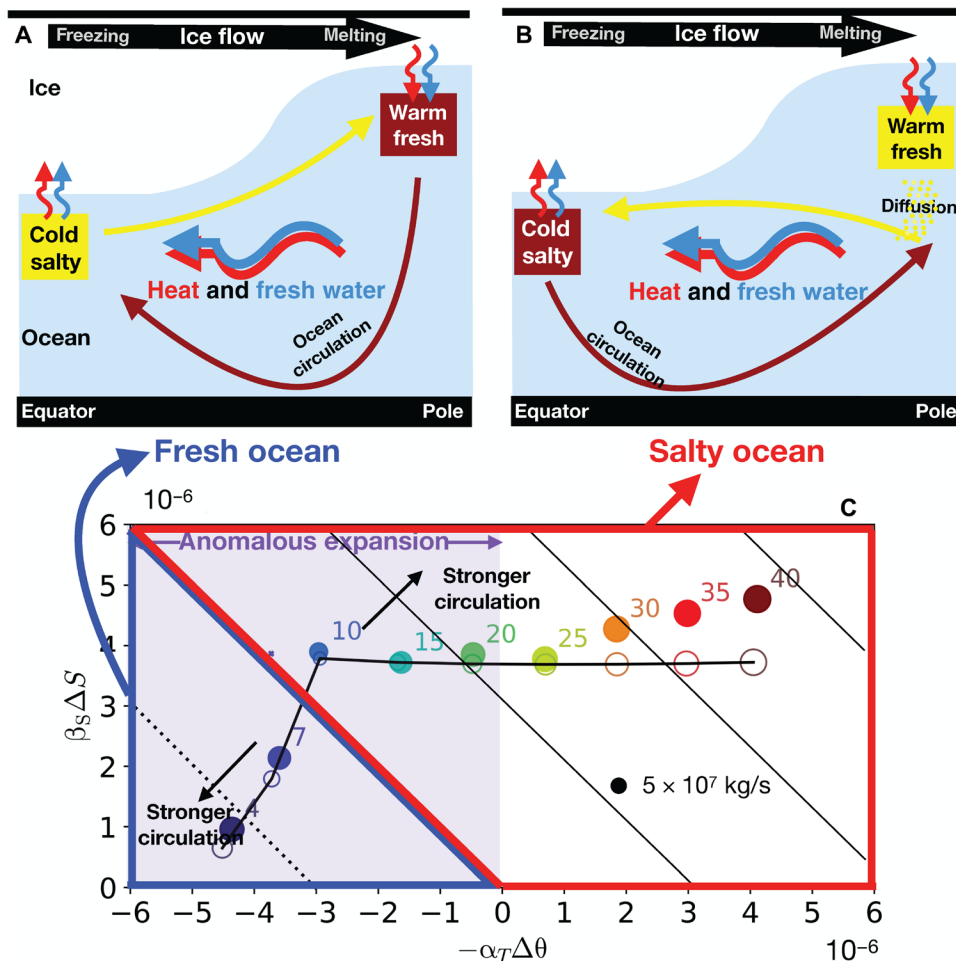 A
Freezing Ice flow Melting
Ice
Warm
fresh
Cold
salty
Heat and fresh water
Ocean
Ocean
circulation
Equator Pole
B
Freezing Ice flow Melting
Warm
fresh
Diffusion
Cold
salty
Heat and fresh water
Ocean
circulation
Equator Pole
Fresh ocean Salty ocean
10⁻⁶ C
Anomalous expansion
Stronger
circulation
10 15 20 25 30 35 40
7
4
Stronger
circulation
5 × 10⁷ kg/s
β_S ΔS
6
5
4
3
2
1
0
−6 −5 −4 −3 −2 −1 0 1 2 3 4 5 6
−α_T Δθ 10⁻⁶